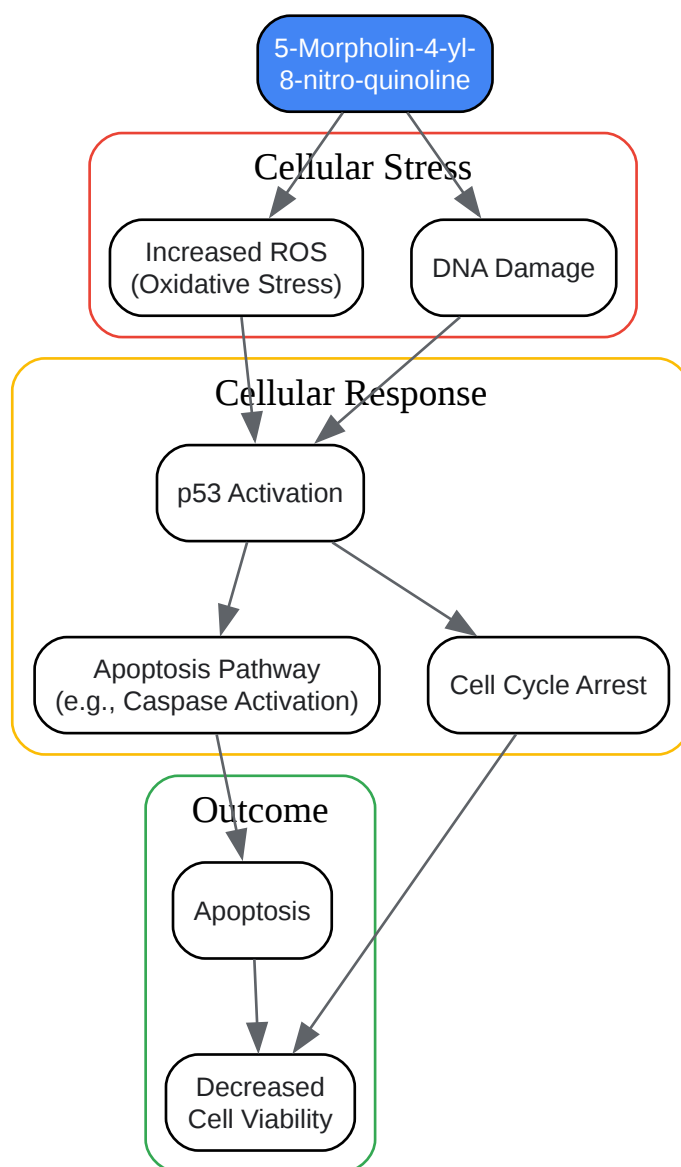 5-Morpholin-4-yl-
8-nitro-quinoline
Cellular Stress
Increased ROS
(Oxidative Stress)
DNA Damage
Cellular Response
p53 Activation
Apoptosis Pathway
(e.g., Caspase Activation)
Cell Cycle Arrest
Outcome
Apoptosis
Decreased
Cell Viability